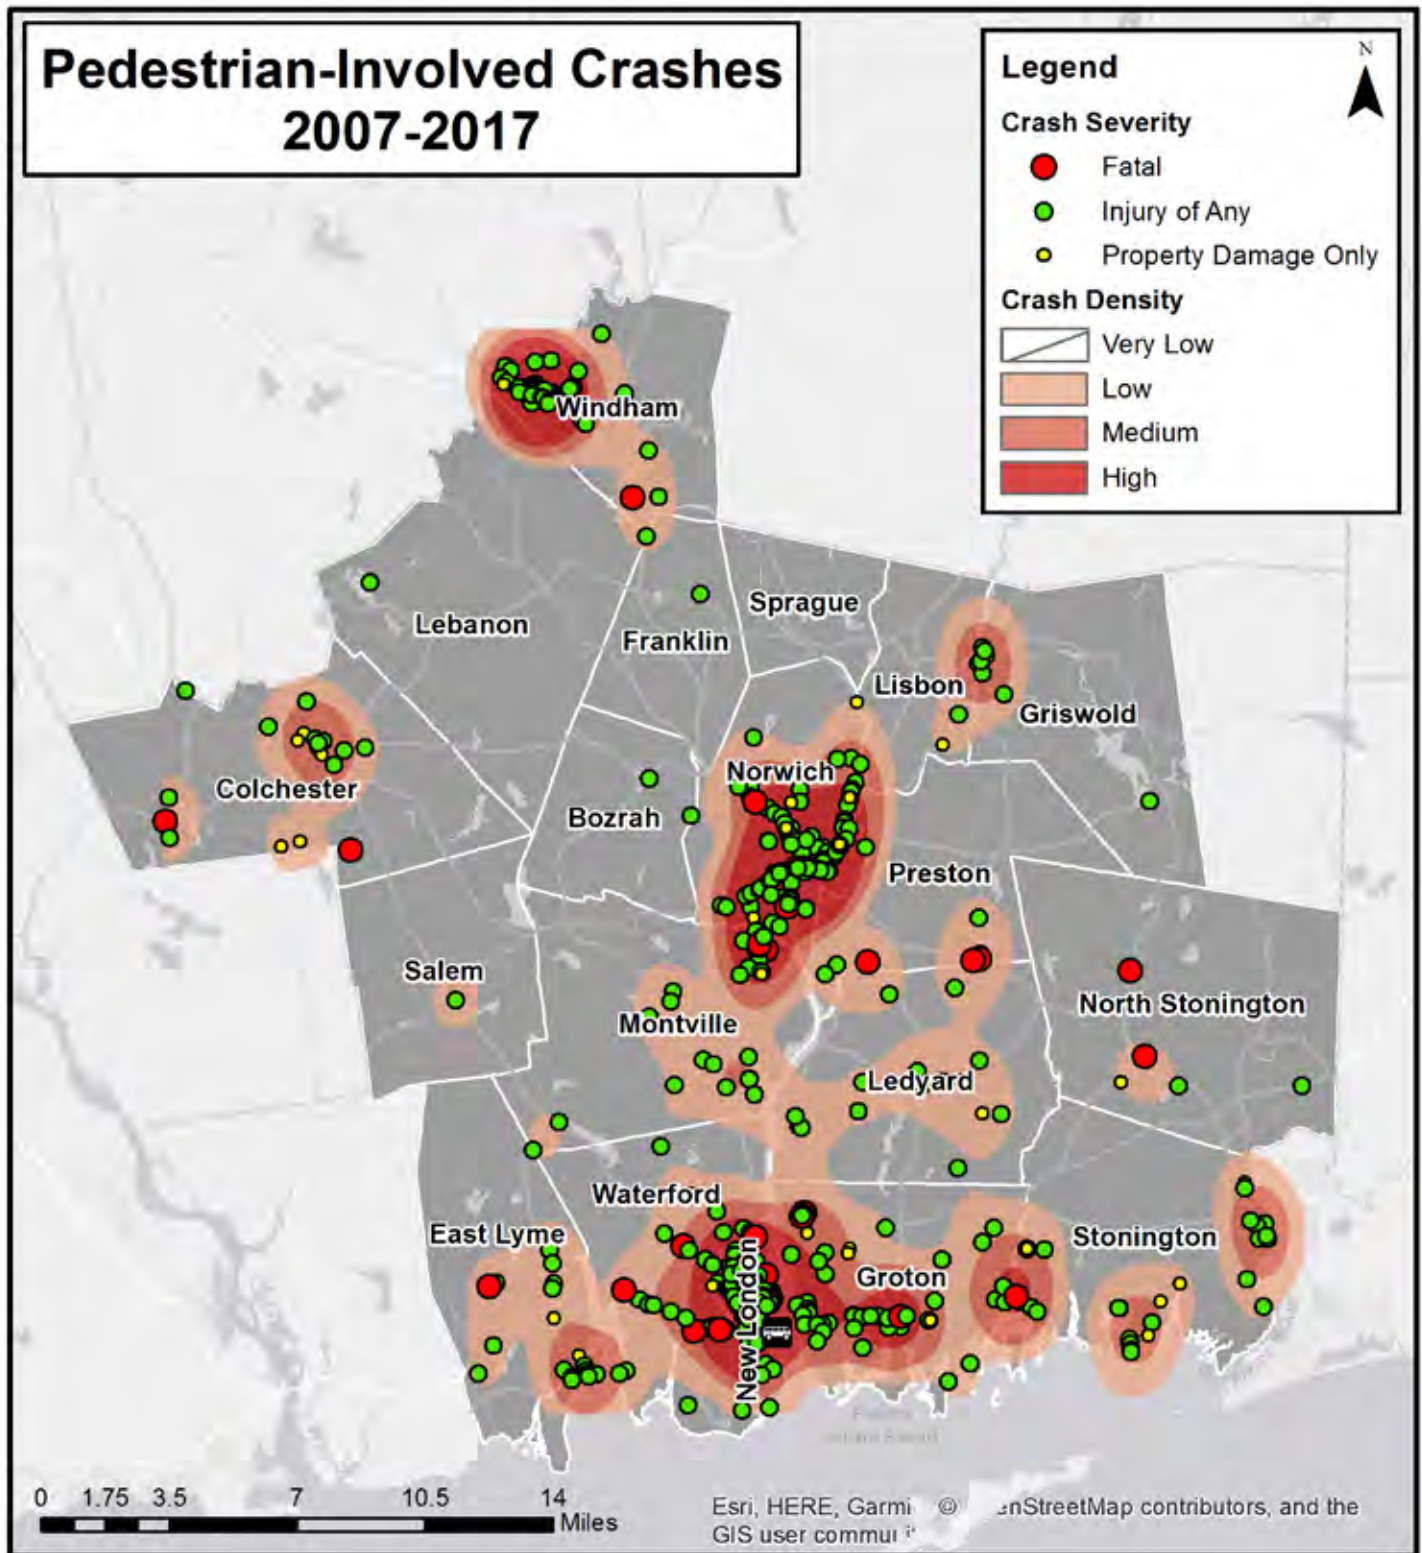 Pedestrian-Involved Crashes
2007-2017
N
Legend
Crash Severity
Fatal
Injury of Any
Property Damage Only
Crash Density
Very Low
Low
Medium
High
Windham
Lebanon
Franklin
Sprague
Lisbon
Griswold
Colchester
Bozrah
Norwich
Preston
Salem
Montville
North Stonington
Ledyard
Waterford
East Lyme
New London
Groton
Stonington
0 1.75 3.5 7 10.5 14
Miles
Esri, HERE, Garmi © enStreetMap contributors, and the
GIS user commu